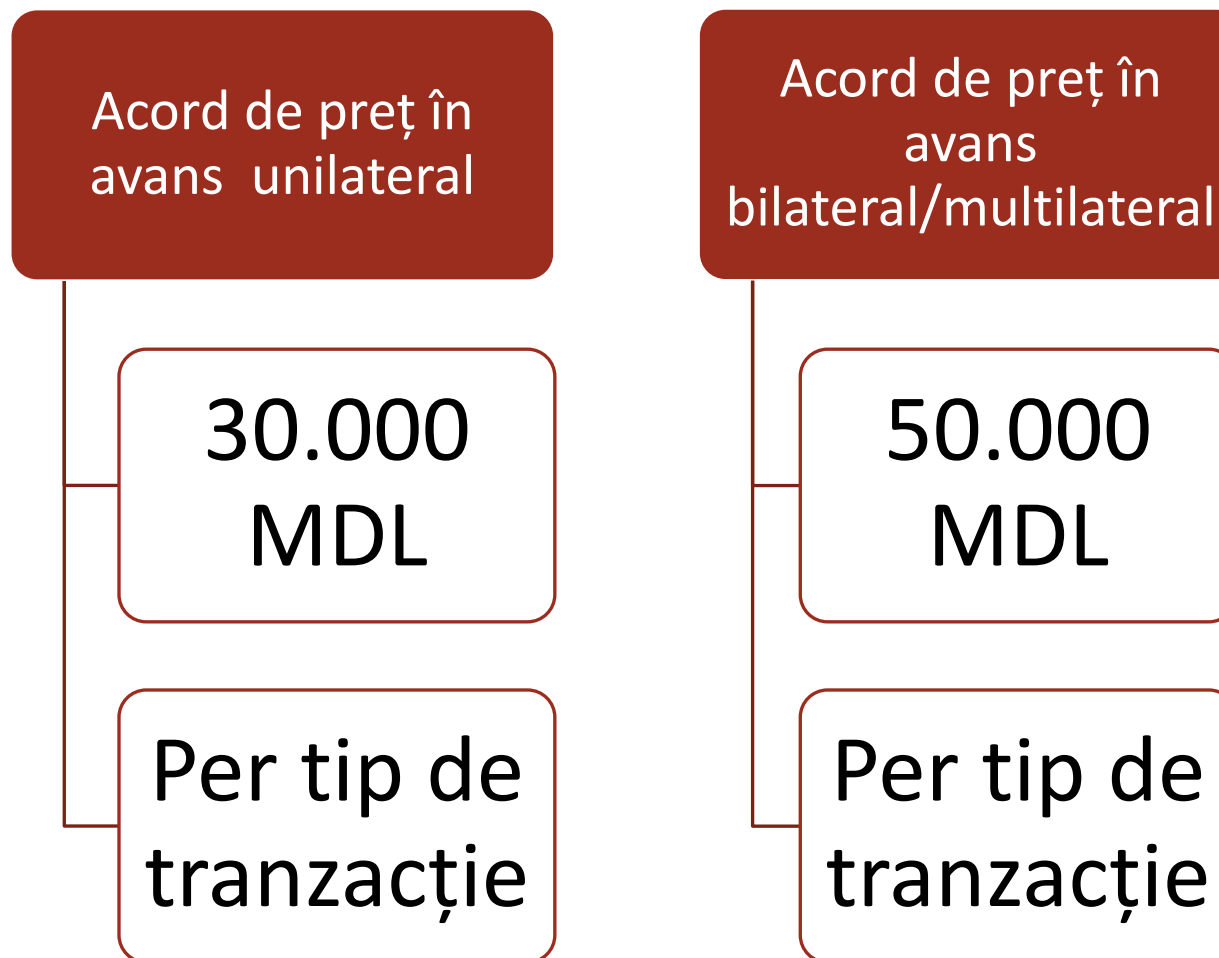 Acord de preț în
avans  unilateral
30.000
MDL
Per tip de
tranzacție
Acord de preț în
avans
bilateral/multilateral
50.000
MDL
Per tip de
tranzacție